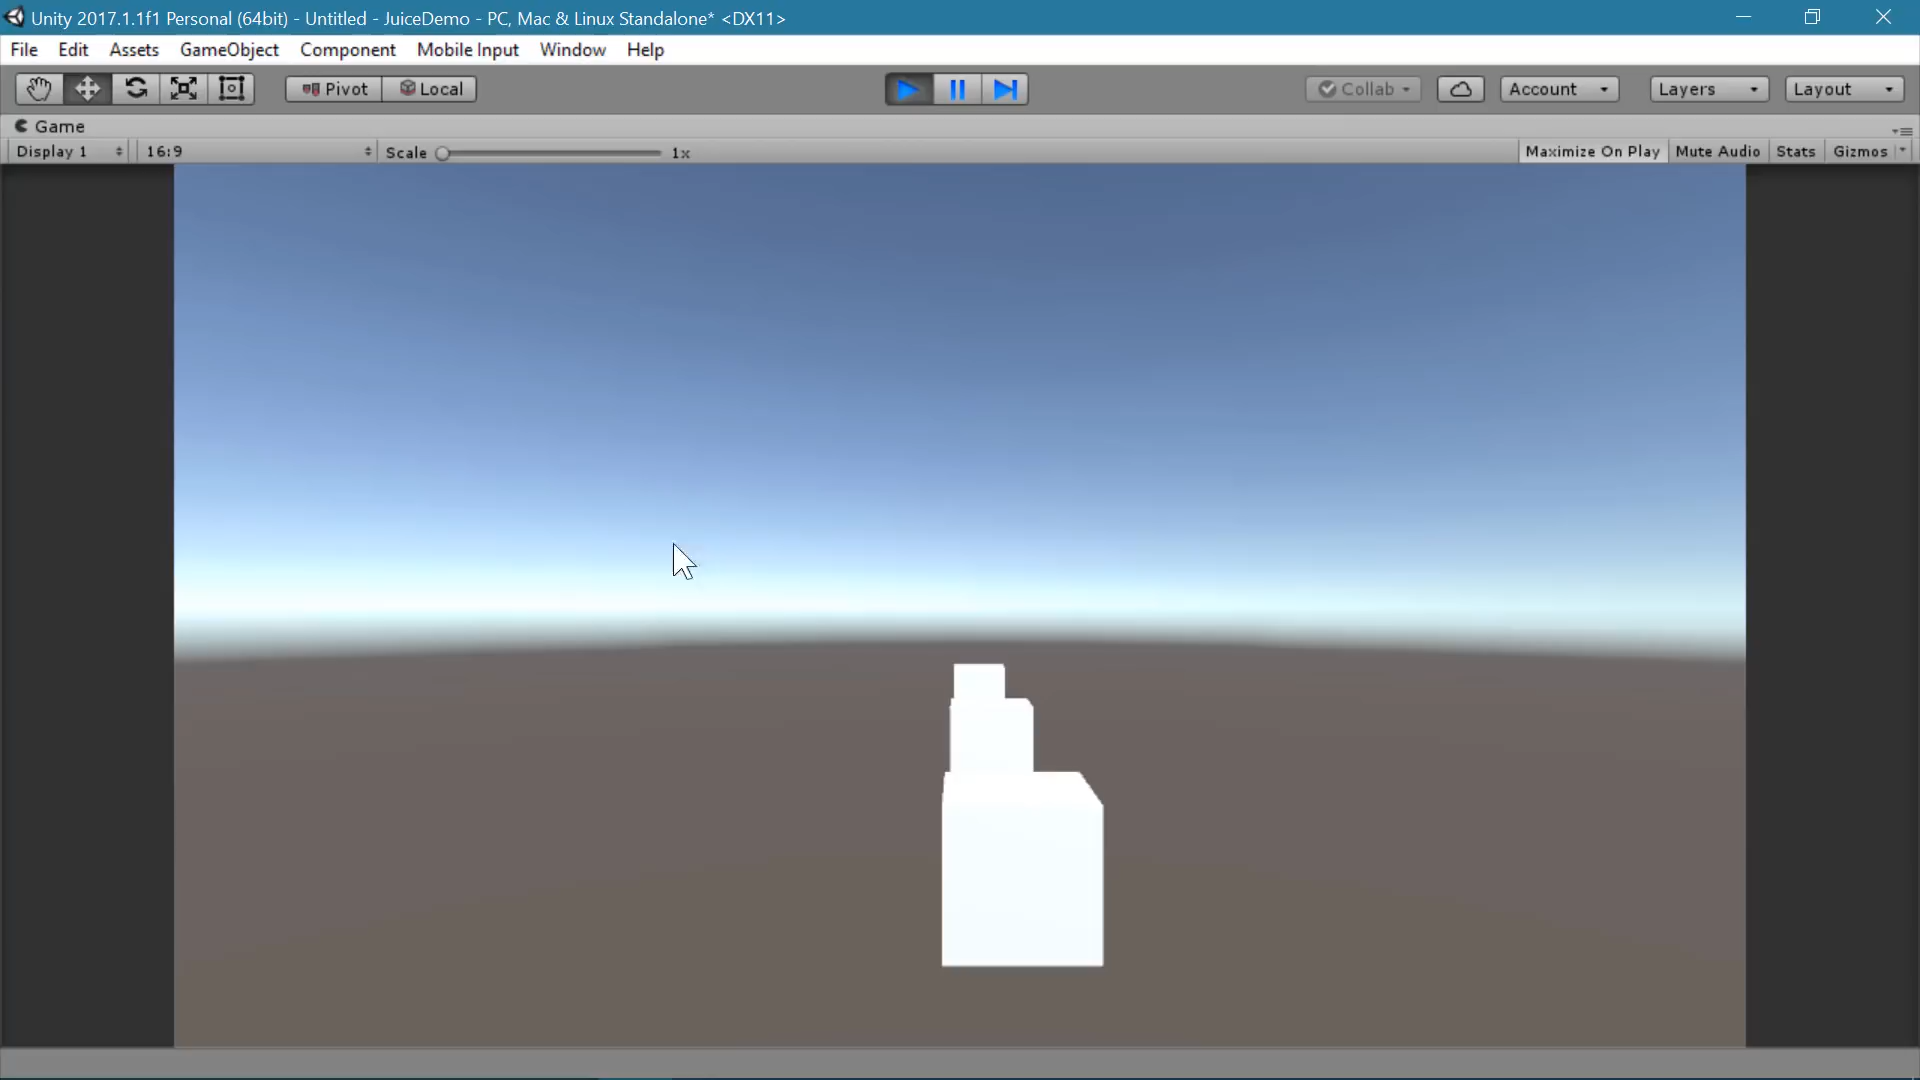 Unity 2017.1.1f1 Personal (64bit) - Untitled - JuiceDemo - PC, Mac & Linux Standalone* <DX11>
File Edit Assets GameObject Component Mobile Input Window Help
Pivot Local Collab Account Layers Layout
Game
Display 1 16:9 Scale 1x Maximize On Play Mute Audio Stats Gizmos